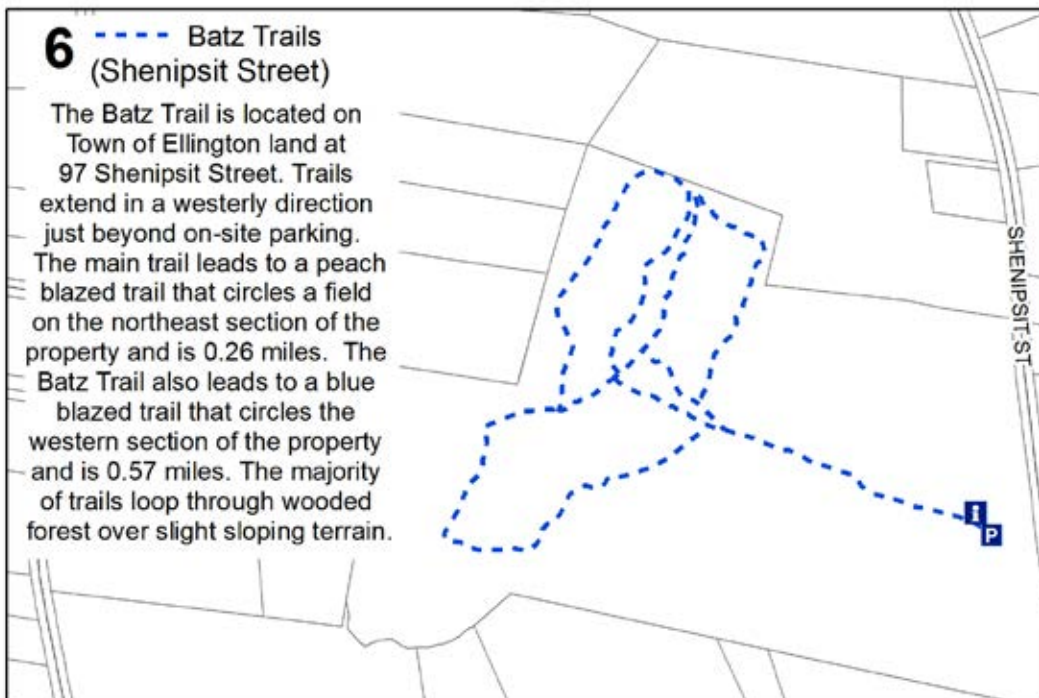 6 Batz Trails
(Shenipsit Street)
The Batz Trail is located on
Town of Ellington land at
97 Shenipsit Street. Trails
extend in a westerly direction
just beyond on-site parking.
The main trail leads to a peach
blazed trail that circles a field
on the northeast section of the
property and is 0.26 miles. The
Batz Trail also leads to a blue
blazed trail that circles the
western section of the property
and is 0.57 miles. The majority
of trails loop through wooded
forest over slight sloping terrain.
SHENIPSIT ST
i
P